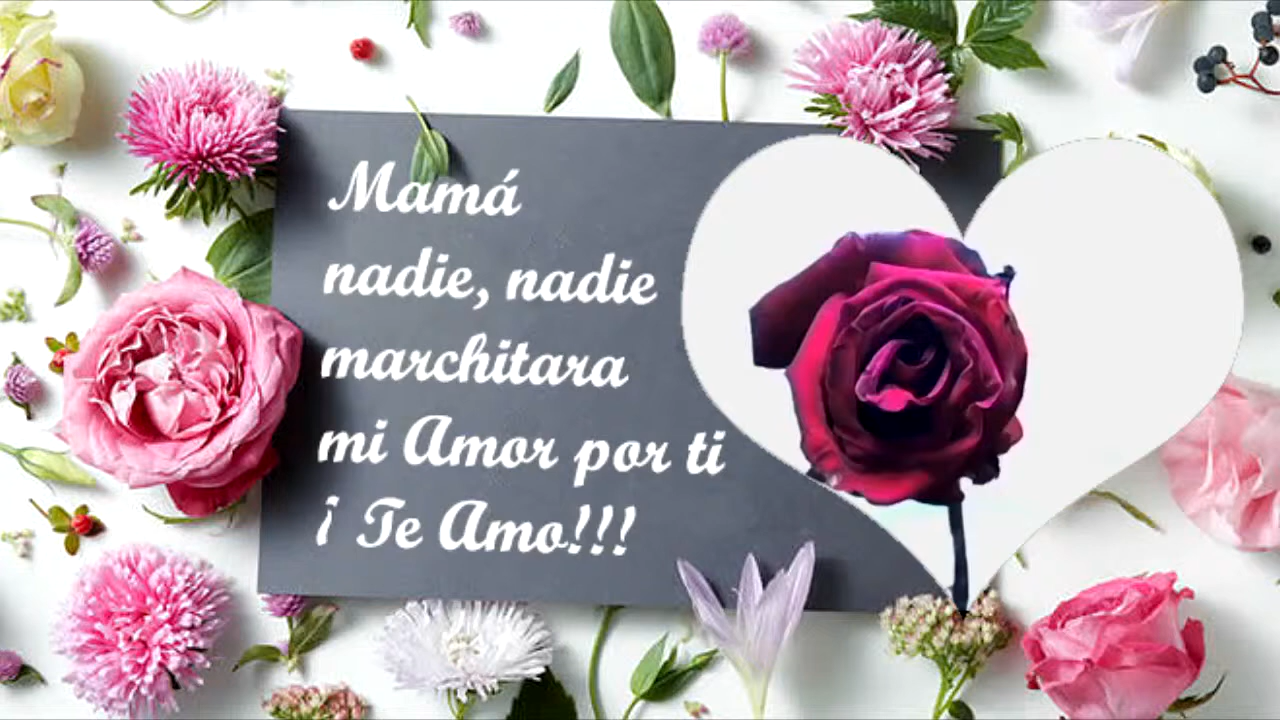 Mamá
nadie, nadie
marchitara
mi Amor por ti
¡ Te Amo!!!